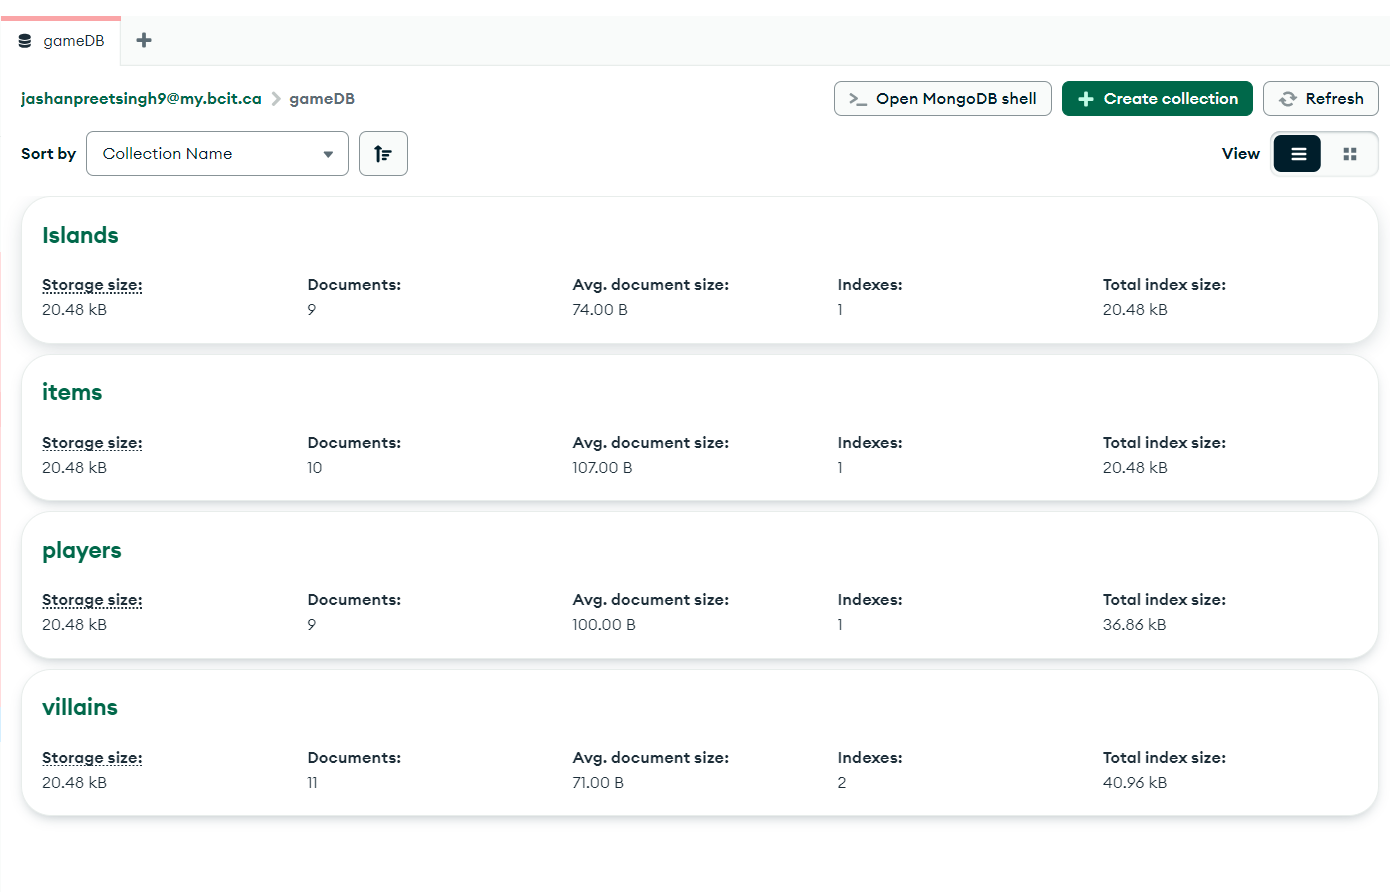 gameDB
jashanpreetsingh9@my.bcit.ca gameDB
Open MongoDB shell Create collection Refresh
Sort by Collection Name View
Islands
Storage size: Documents: Avg. document size: Indexes: Total index size:
20.48 kB 9 74.00 B 1 20.48 kB
items
Storage size: Documents: Avg. document size: Indexes: Total index size:
20.48 kB 10 107.00 B 1 20.48 kB
players
Storage size: Documents: Avg. document size: Indexes: Total index size:
20.48 kB 9 100.00 B 1 36.86 kB
villains
Storage size: Documents: Avg. document size: Indexes: Total index size:
20.48 kB 11 71.00 B 2 40.96 kB